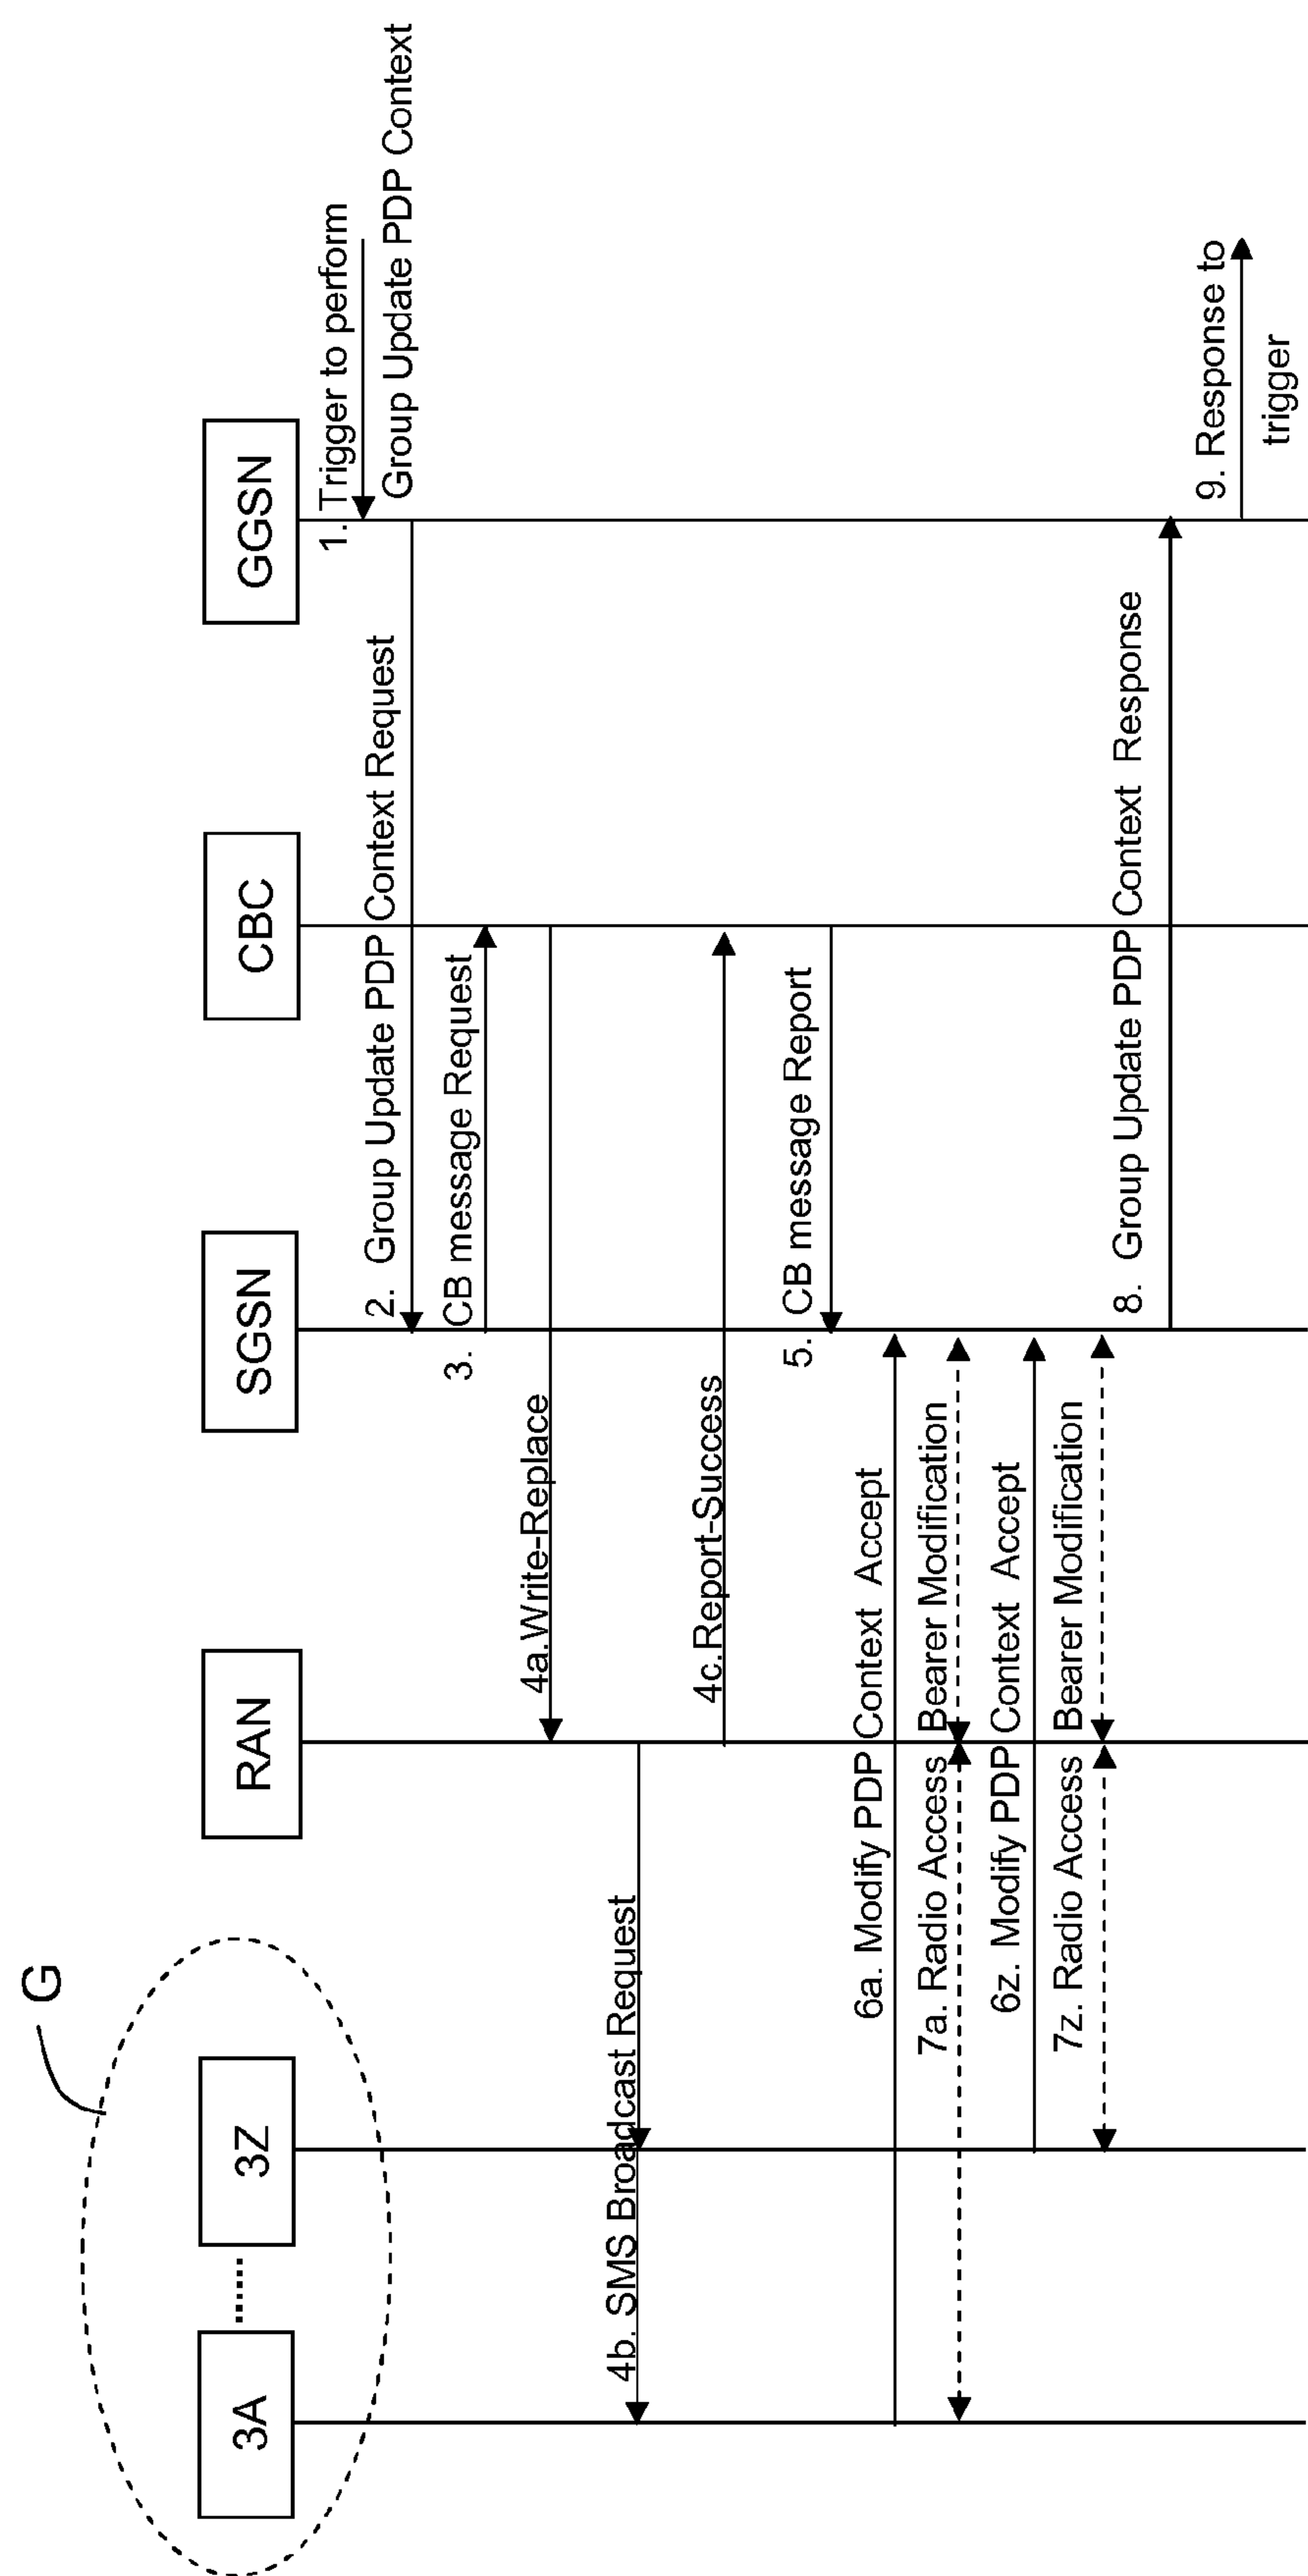 G
3A
......
3Z
RAN
SGSN
CBC
GGSN
1. Trigger to perform
Group Update PDP Context
2. Group Update PDP Context Request
3. CB message Request
4a.Write-Replace
4b. SMS Broadcast Request
4c.Report-Success
5. CB message Report
6a. Modify PDP Context Accept
7a. Radio Access Bearer Modification
6z. Modify PDP Context Accept
7z. Radio Access Bearer Modification
8. Group Update PDP Context Response
9. Response to
trigger